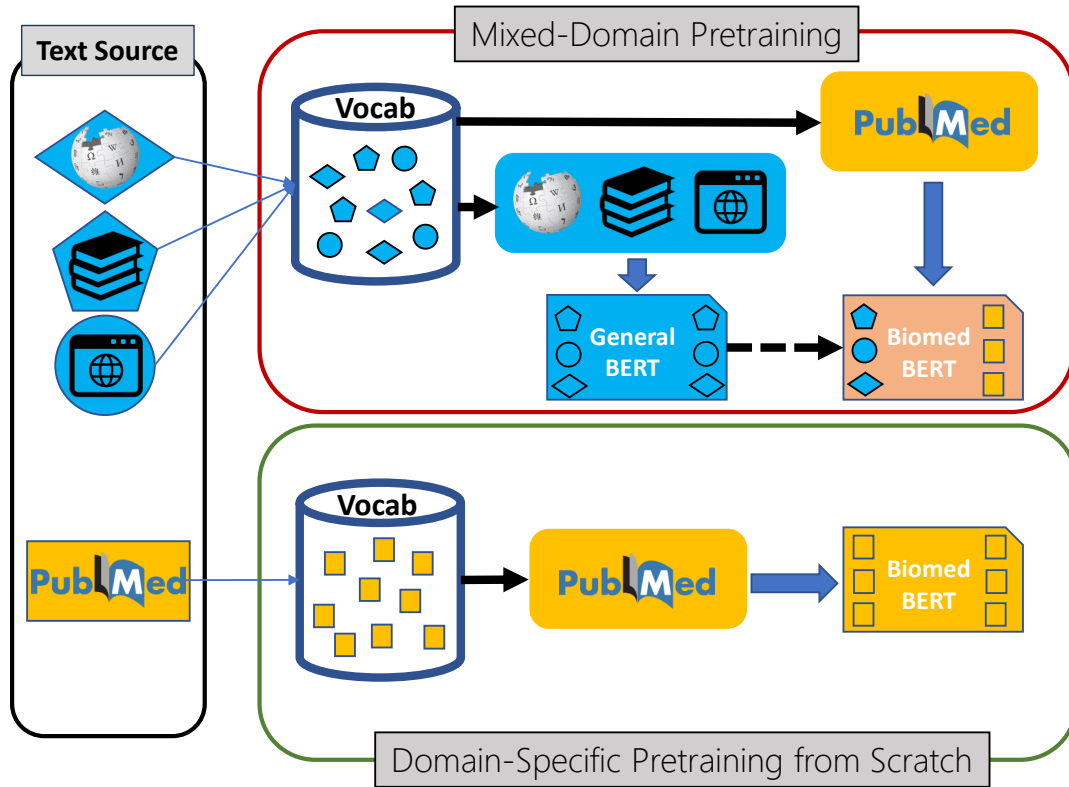 Text Source
Mixed-Domain Pretraining
Vocab
PubMed
General
BERT
Biomed
BERT
Vocab
PubMed
PubMed
Biomed
BERT
Domain-Specific Pretraining from Scratch